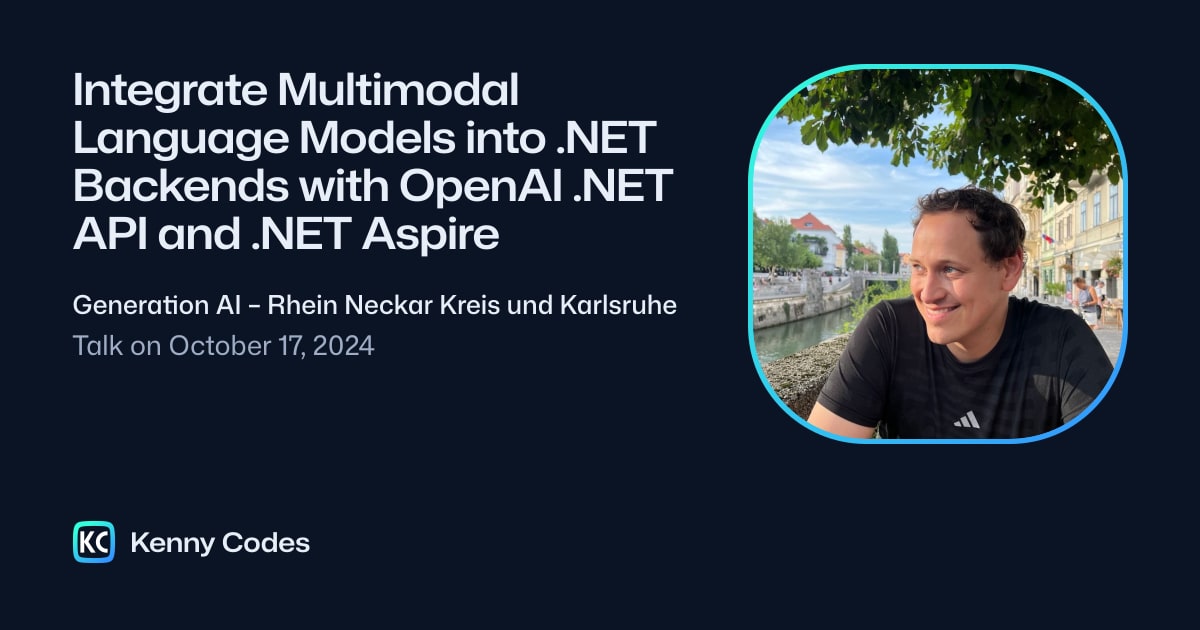 Integrate Multimodal
Language Models into .NET
Backends with OpenAI .NET
API and .NET Aspire
Generation AI – Rhein Neckar Kreis und Karlsruhe
Talk on October 17, 2024
KC Kenny Codes